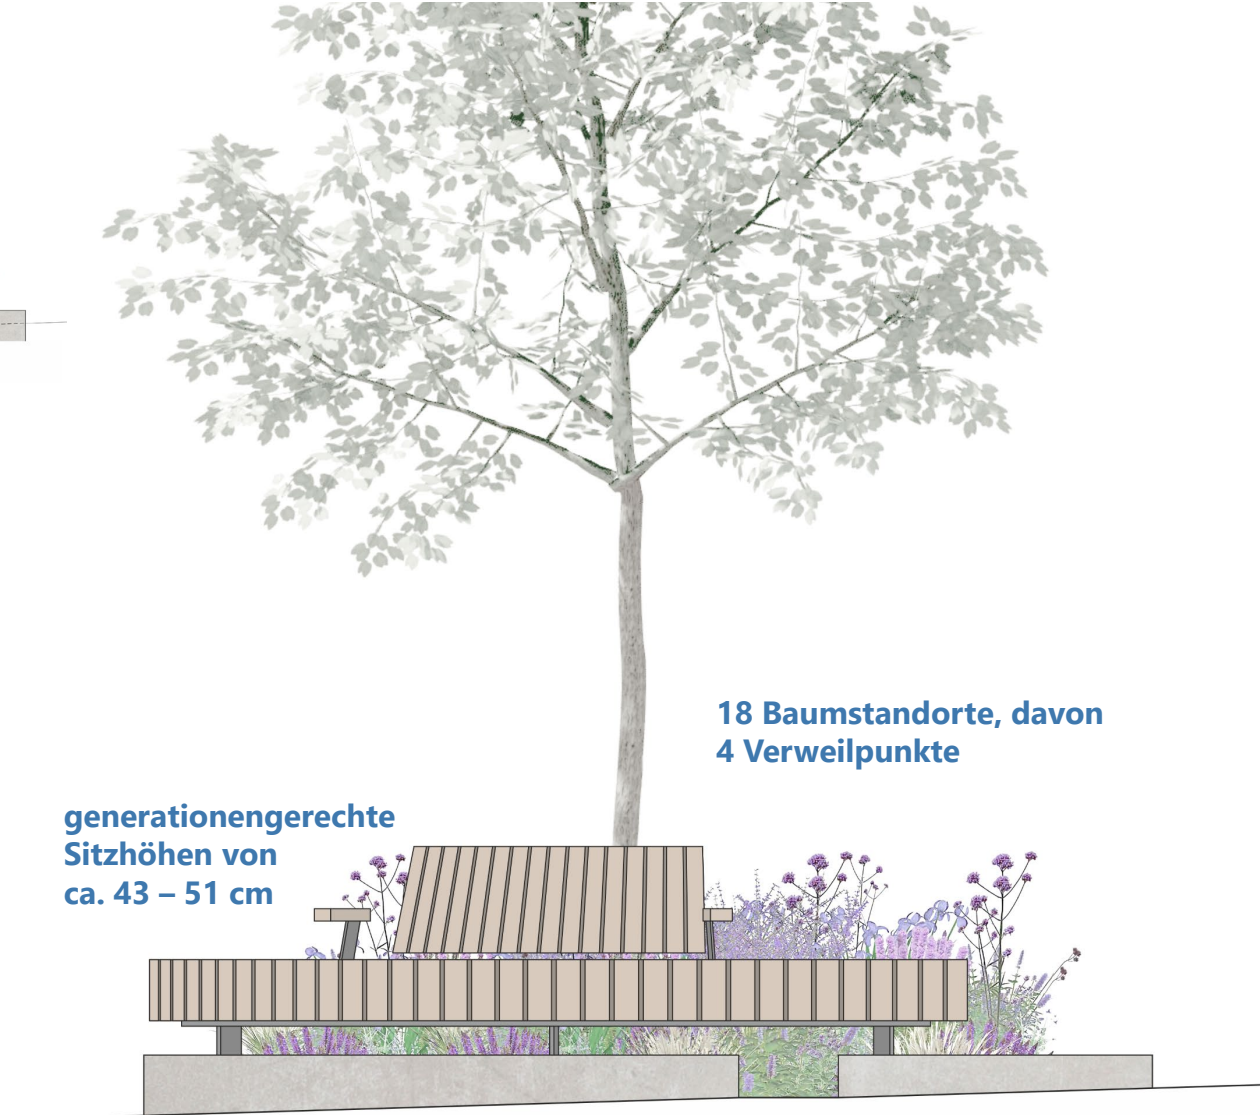 18 Baumstandorte, davon
4 Verweilpunkte
generationengerechte
Sitzhöhen von
ca. 43 – 51 cm